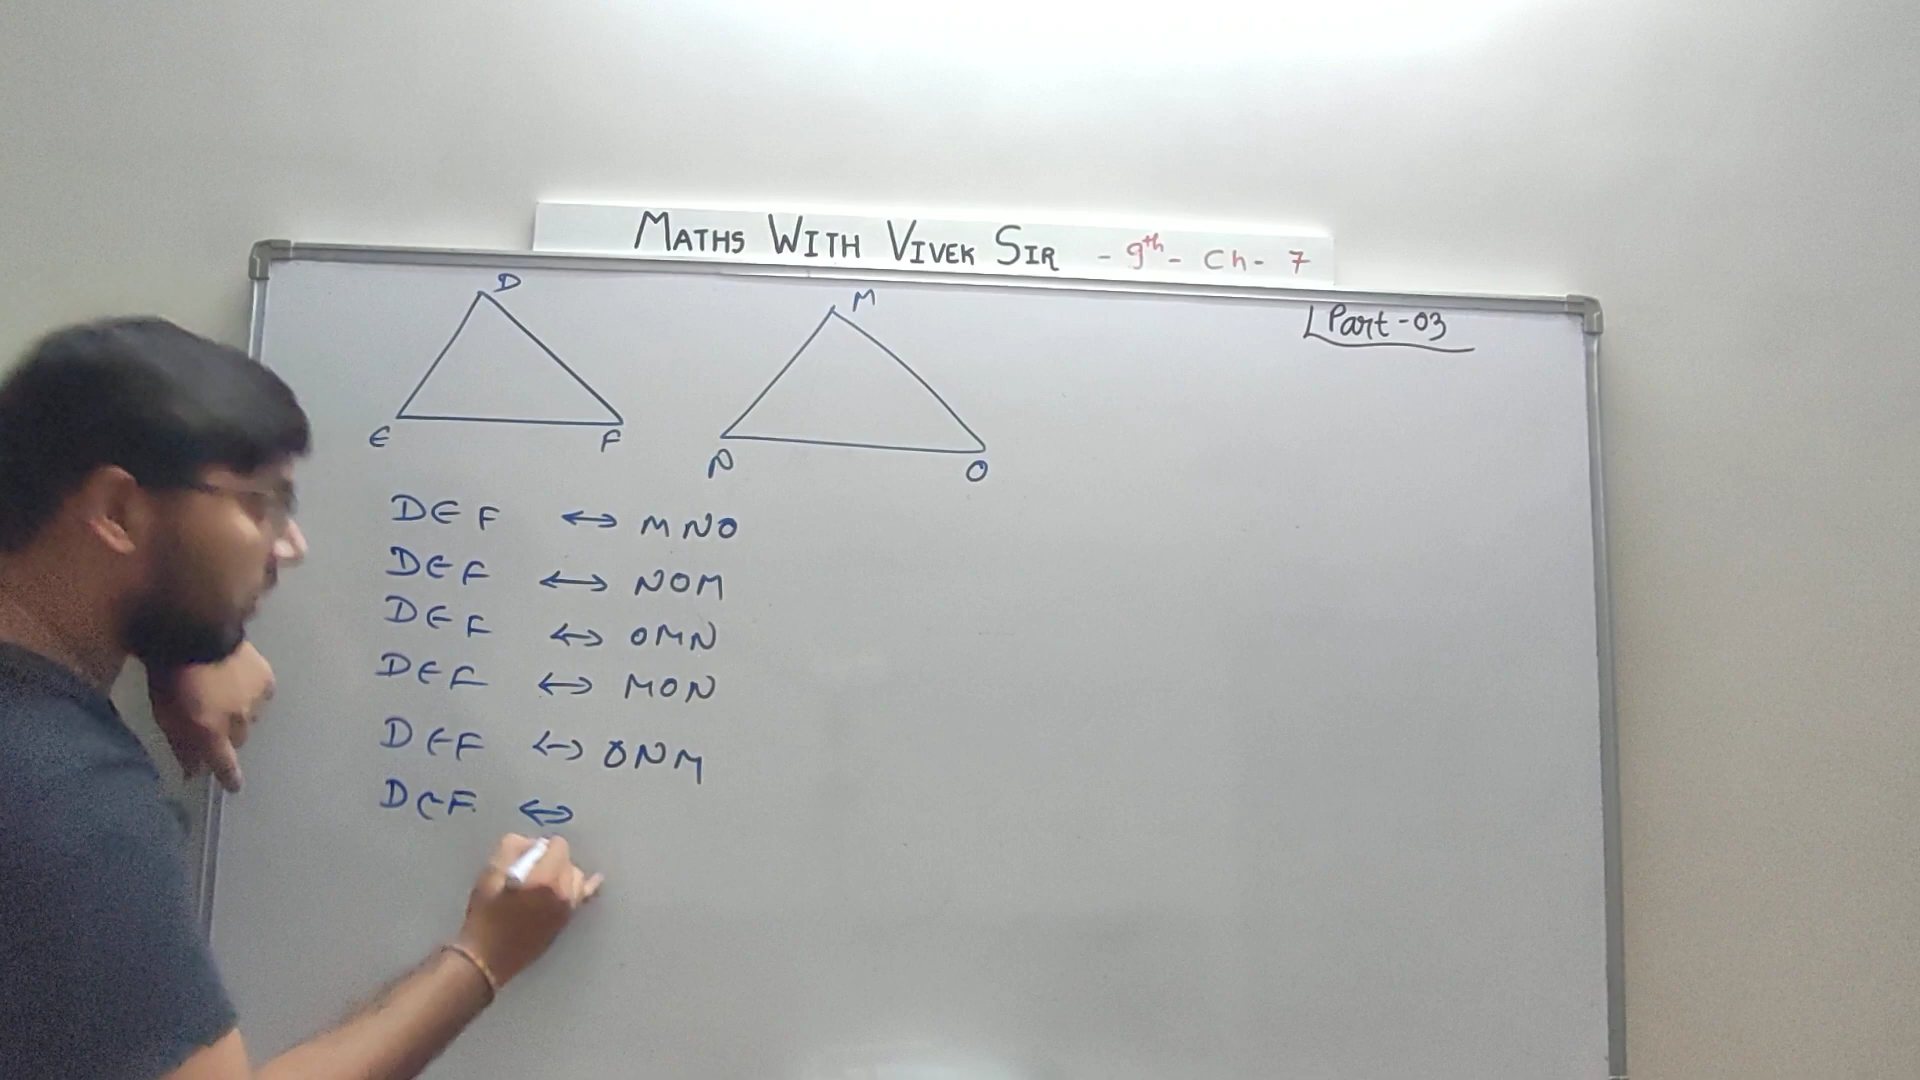 MATHS WITH VIVEK SIR - 9th - Ch - 7
Part - 03
D
E F
M
N O
DEF ↔ MNO
DEF ↔ NOM
DEF ↔ OMN
DEF ↔ MON
DEF ↔ ONM
DEF ↔